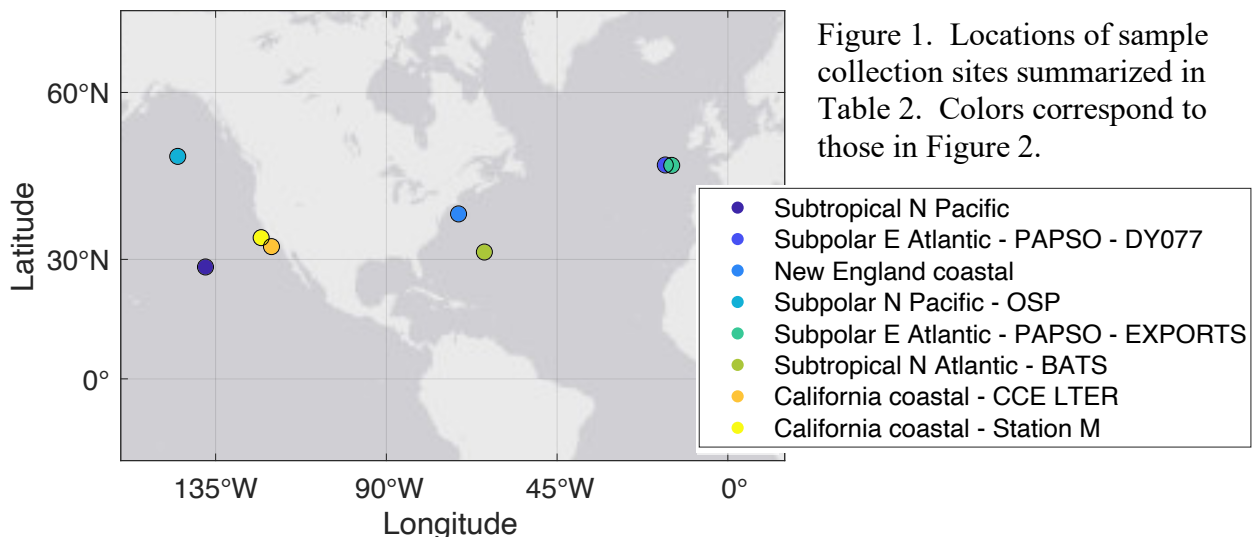 Figure 1.  Locations of sample
collection sites summarized in
Table 2.  Colors correspond to
those in Figure 2.
60°N
30°N
0°
Latitude
135°W
90°W
45°W
0°
Longitude
Subtropical N Pacific
Subpolar E Atlantic - PAPSO - DY077
New England coastal
Subpolar N Pacific - OSP
Subpolar E Atlantic - PAPSO - EXPORTS
Subtropical N Atlantic - BATS
California coastal - CCE LTER
California coastal - Station M